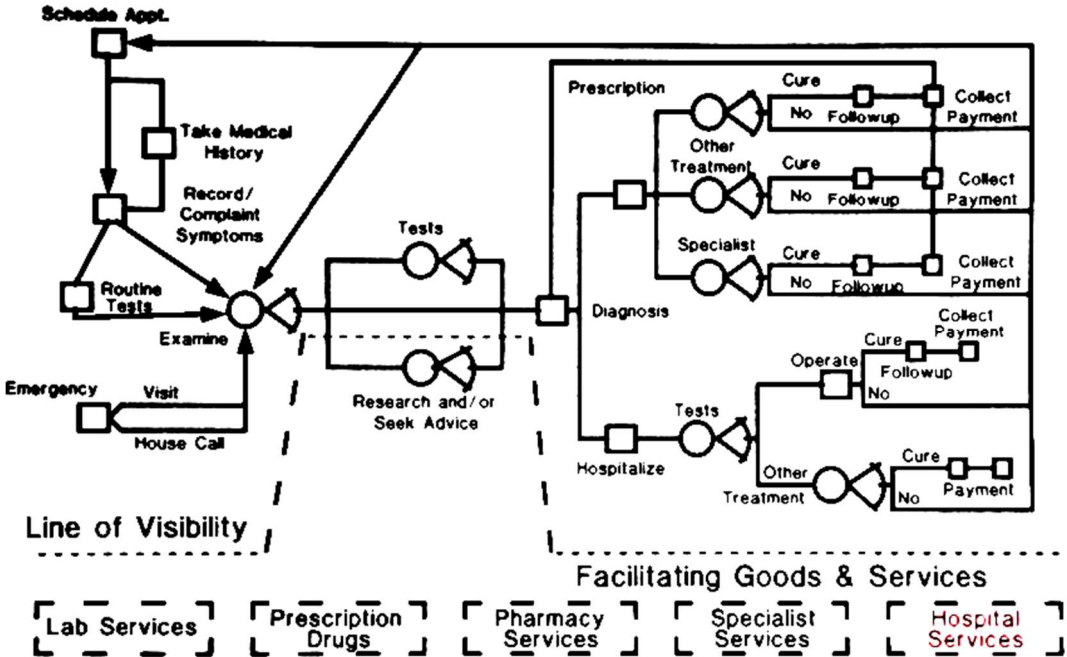 Schedule Appt.
Take Medical
History
Record/
Complaint
Symptoms
Routine
Tests
Examine
Emergency
Visit
House Call
Tests
Research and/or
Seek Advice
Diagnosis
Prescription
Cure
No
Followup
Collect
Payment
Other
Treatment
Cure
No
Followup
Collect
Payment
Specialist
Cure
No
Followup
Collect
Payment
Hospitalize
Tests
Operate
Cure
No
Followup
Collect
Payment
Other
Treatment
Cure
No
Payment
Line of Visibility
Facilitating Goods & Services
Lab Services
Prescription
Drugs
Pharmacy
Services
Specialist
Services
Hospital
Services